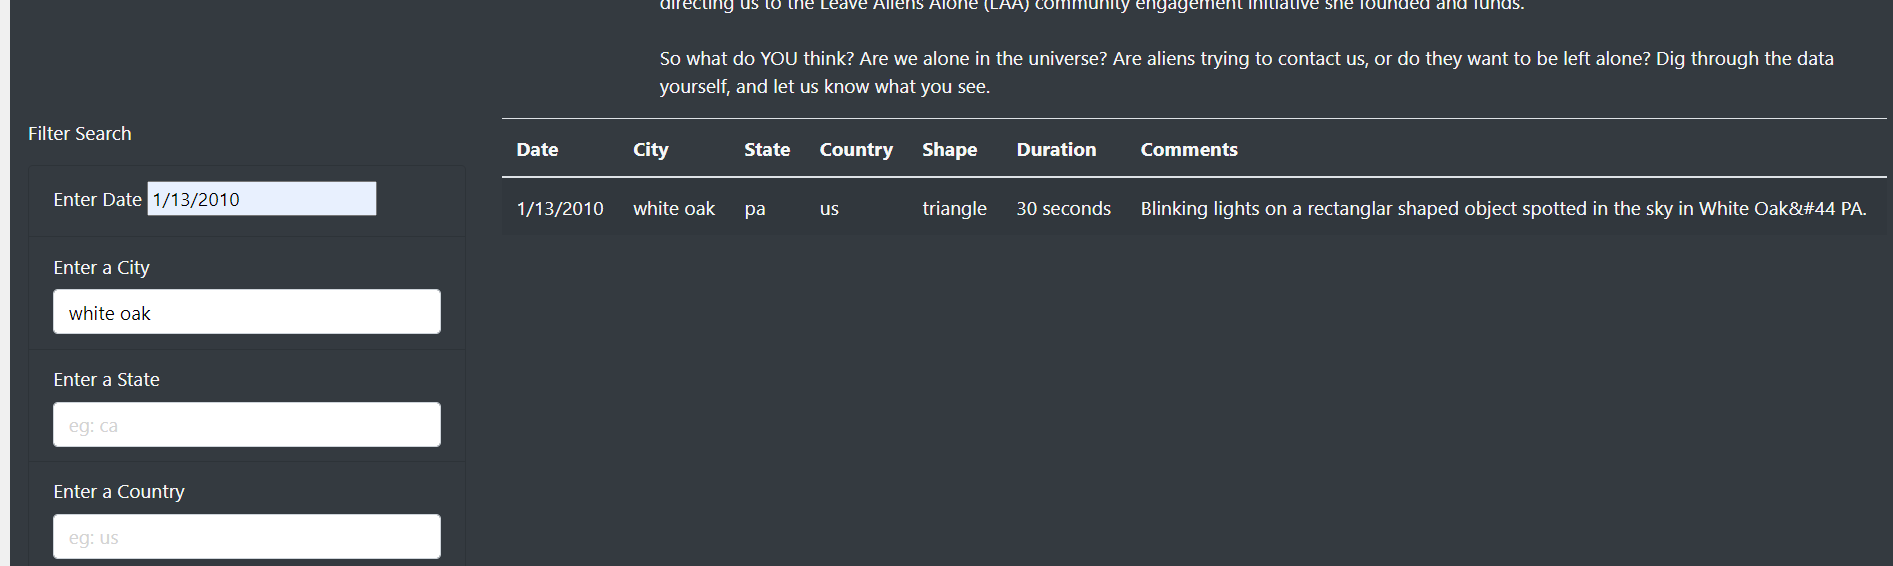 directing us to the Leave Aliens Alone (LAA) community engagement initiative she founded and funds.
So what do YOU think? Are we alone in the universe? Are aliens trying to contact us, or do they want to be left alone? Dig through the data
yourself, and let us know what you see.
Filter Search
Enter Date 1/13/2010
Enter a City
white oak
Enter a State
eg: ca
Enter a Country
eg: us
Date City State Country Shape Duration Comments
1/13/2010 white oak pa us triangle 30 seconds Blinking lights on a rectanglar shaped object spotted in the sky in White Oak&#44 PA.